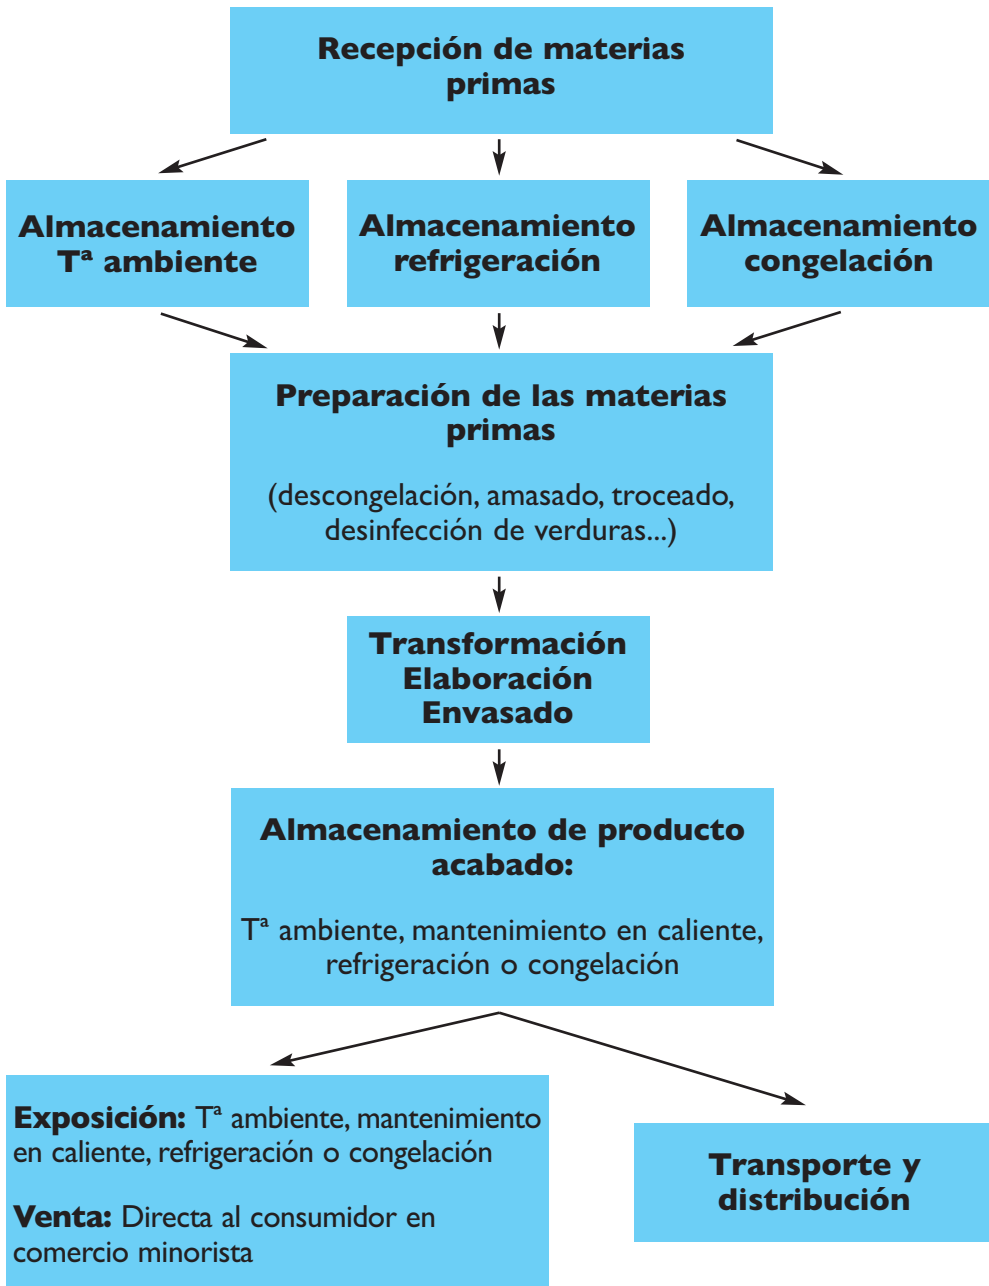 Recepción de materias
primas
Almacenamiento
Tª ambiente
Almacenamiento
refrigeración
Almacenamiento
congelación
Preparación de las materias
primas
(descongelación, amasado, troceado,
desinfección de verduras...)
Transformación
Elaboración
Envasado
Almacenamiento de producto
acabado:
Tª ambiente, mantenimiento en caliente,
refrigeración o congelación
Exposición: Tª ambiente, mantenimiento
en caliente, refrigeración o congelación
Venta: Directa al consumidor en
comercio minorista
Transporte y
distribución